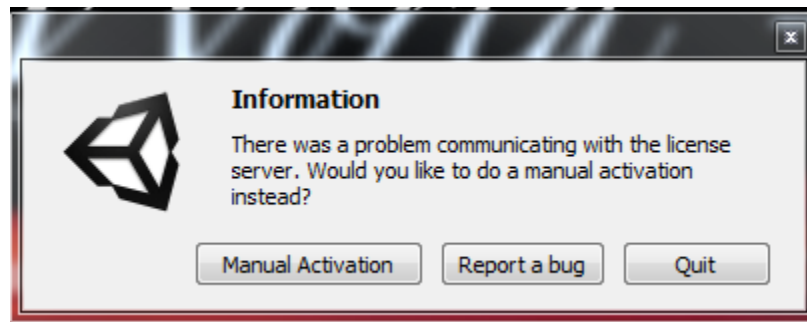 x
Information
There was a problem communicating with the license
server. Would you like to do a manual activation
instead?
Manual Activation
Report a bug
Quit